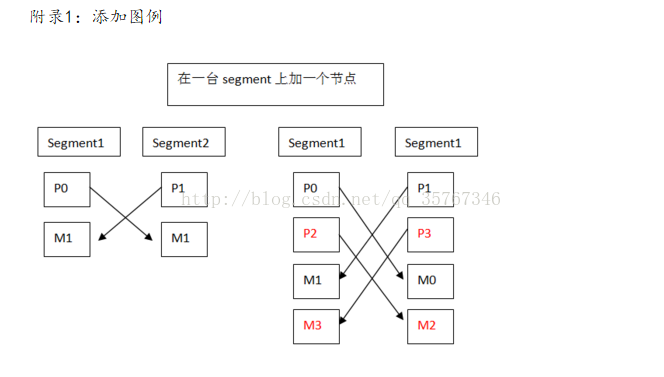 附录1：添加图例
在一台 segment 上加一个节点
Segment1 Segment2 Segment1 Segment1
P0 P1 P0 P1
http://blog.csdn.net/qq_35767346
P2 P3
M1 M1
M1 M0
M3 M2